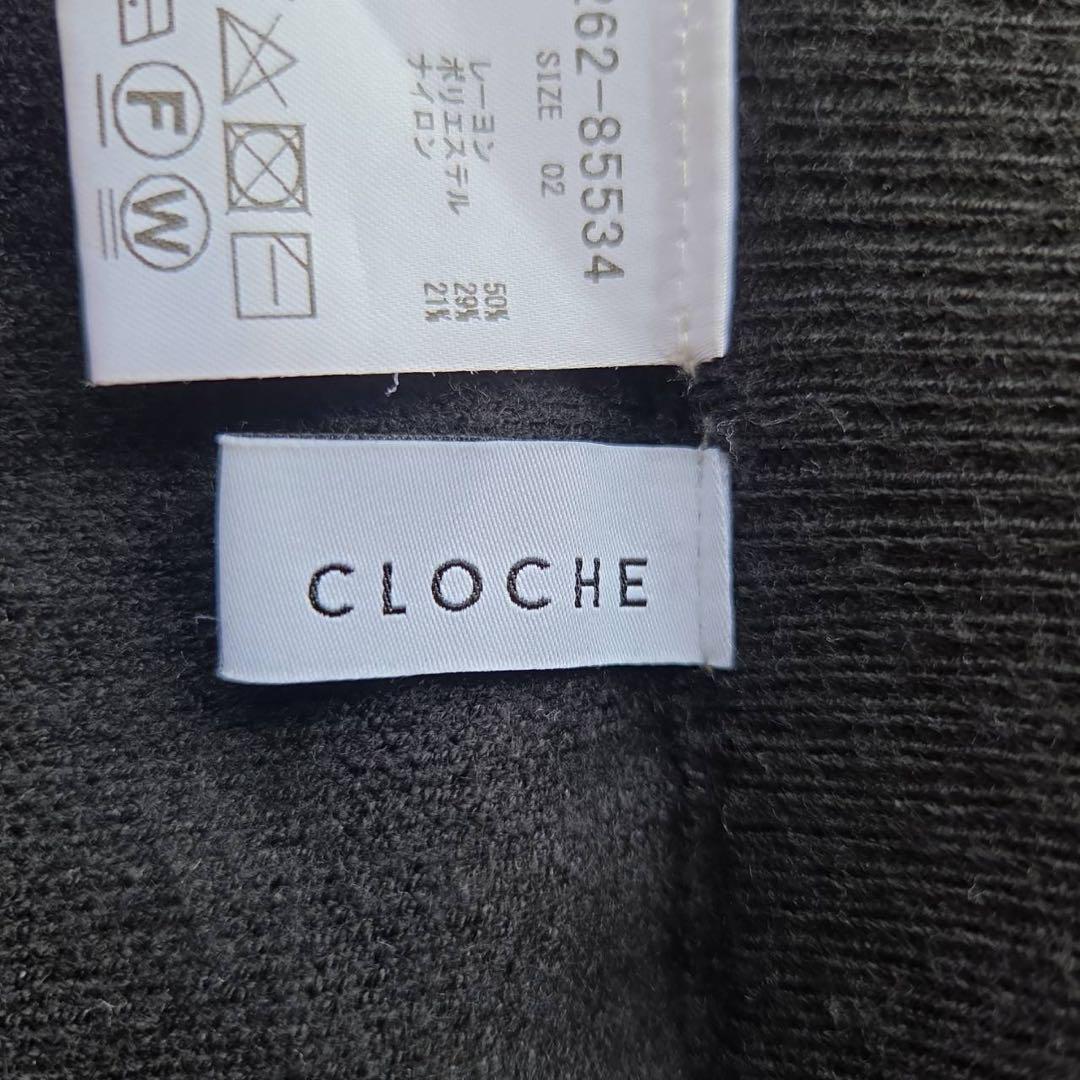 262-85534
SIZE 02
レーヨン 50%
ポリエステル 29%
ナイロン 21%
F
W
CLOCHE